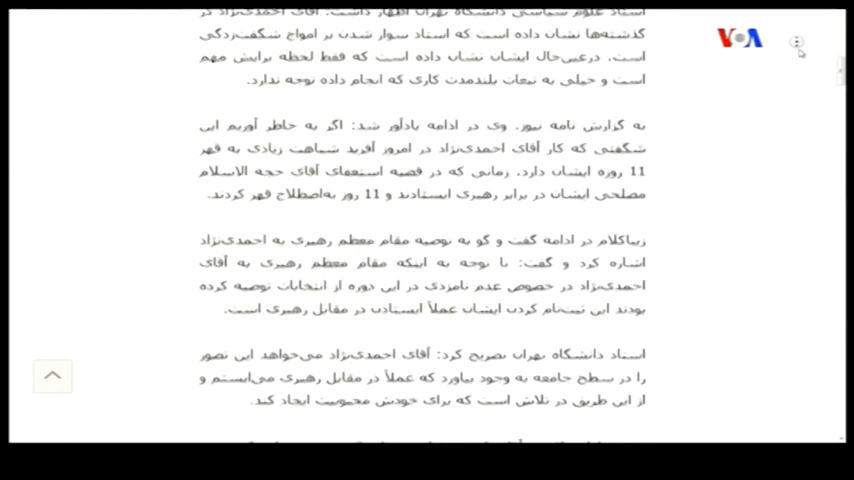 استاد علوم سیاسی دانشگاه تهران اظهار داشت: آقای احمدی‌نژاد در
گذشته‌ها نشان داده است که استاد سوار شدن بر امواج شگفت‌زدگی
است. درعین‌حال ایشان نشان داده است که فقط لحظه برایش مهم
است و خیلی به تبعات بلندمدت کاری که انجام داده توجه ندارد.
VOA
به گزارش نامه نیوز، وی در ادامه یادآور شد: اگر به خاطر آوریم این
شگفتی که کار آقای احمدی‌نژاد در امروز آفرید شباهت زیادی به قهر
11 روزه ایشان دارد. زمانی که در قضیه استعفای آقای حجه الاسلام
مصلحی ایشان در برابر رهبری ایستادند و 11 روز به‌اصطلاح قهر کردند.
زیباکلام در ادامه گفت و گو به توصیه مقام معظم رهبری به احمدی‌نژاد
اشاره کرد و گفت: با توجه به اینکه مقام معظم رهبری به آقای
احمدی‌نژاد در خصوص عدم نامزدی در این دوره از انتخابات توصیه کرده
بودند این ثبت‌نام کردن ایشان عملاً ایستادن در مقابل رهبری است.
استاد دانشگاه تهران تصریح کرد: آقای احمدی‌نژاد می‌خواهد این تصور
را در سطح جامعه به وجود بیاورد که عملاً در مقابل رهبری می‌ایستم و
از این طریق در تلاش است که برای خودش محبوبیت ایجاد کند.